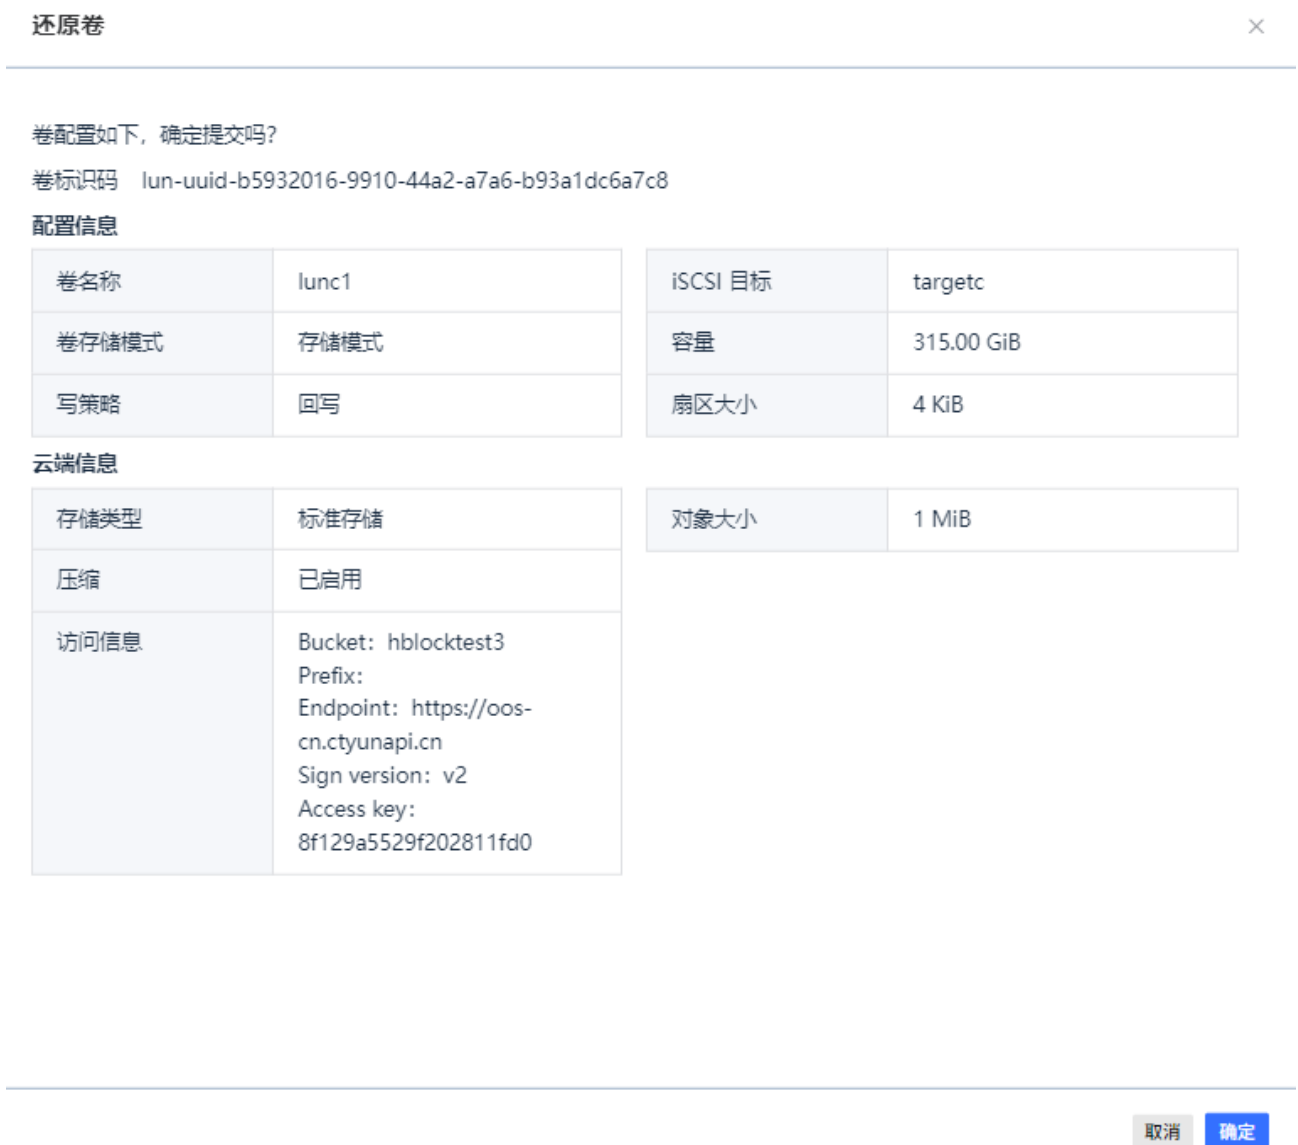 还原卷
卷配置如下，确定提交吗?
卷标识码 lun-uuid-b5932016-9910-44a2-a7a6-b93a1dc6a7c8
配置信息
卷名称 lunc1 iSCSI 目标 targetc
卷存储模式 存储模式 容量 315.00 GiB
写策略 回写 扇区大小 4 KiB
云端信息
存储类型 标准存储 对象大小 1 MiB
压缩 已启用
访问信息 Bucket：hblocktest3
Prefix：
Endpoint：https://oos-
cn.ctyunapi.cn
Sign version：v2
Access key：
8f129a5529f202811fd0
取消 确定